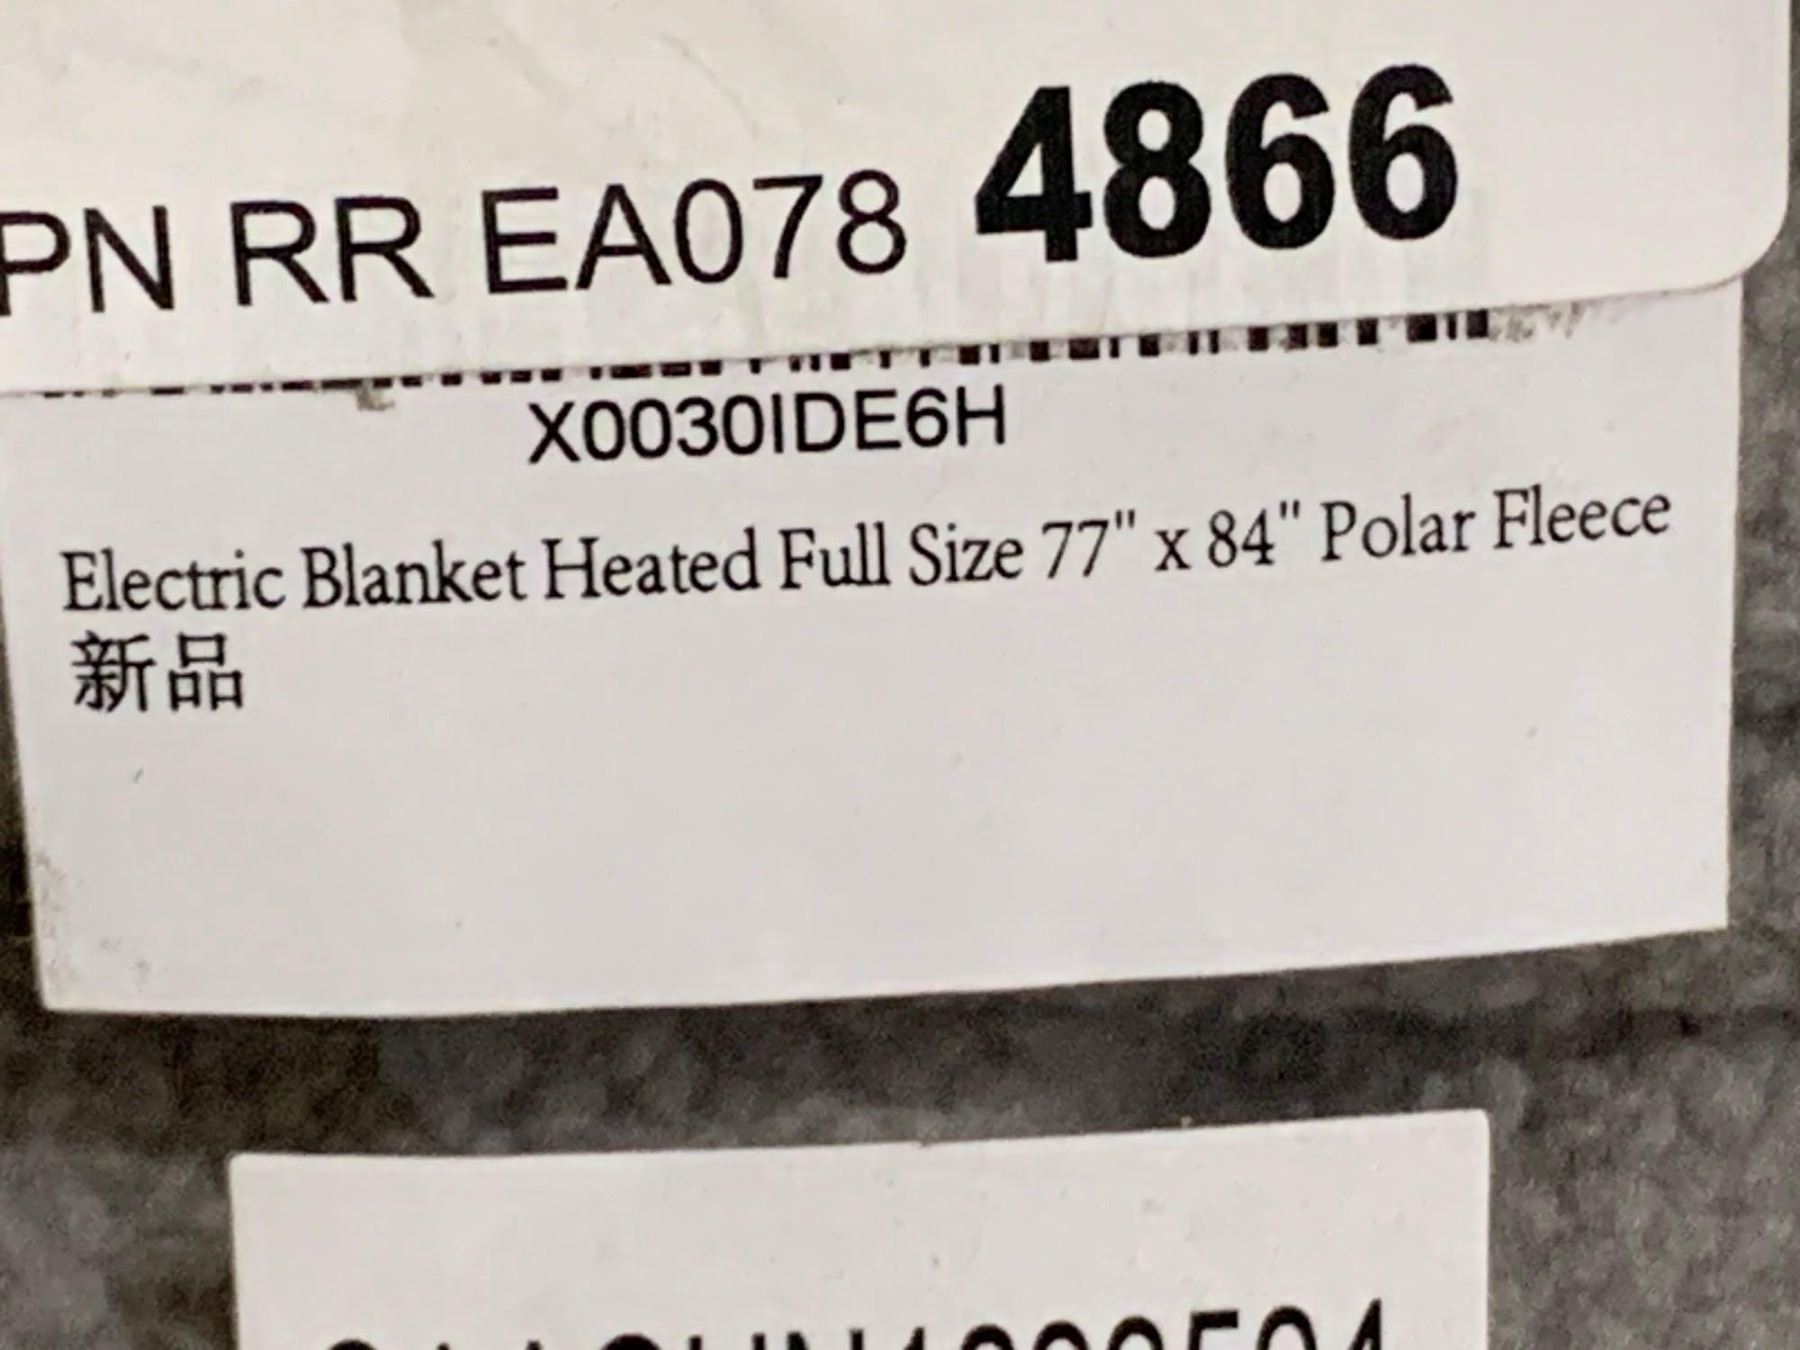 PN RR EA078 4866
X0030IDE6H
Electric Blanket Heated Full Size 77" x 84" Polar Fleece
新品